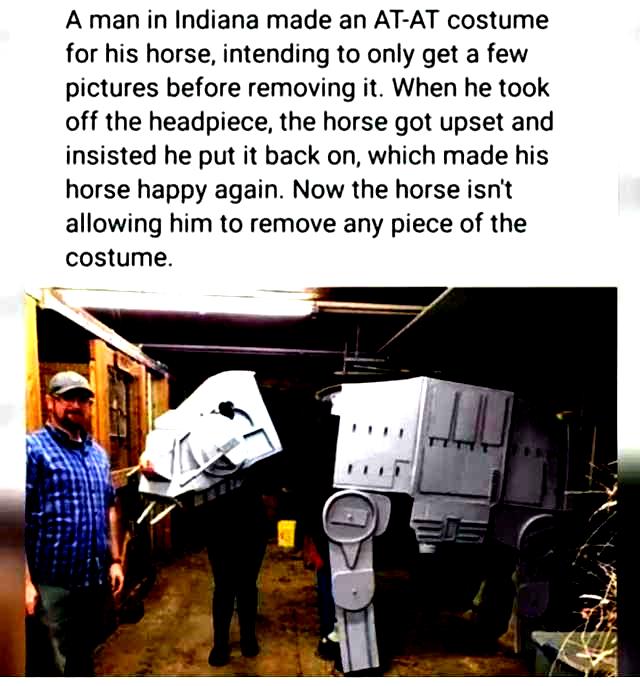 A man in Indiana made an AT-AT costume
for his horse, intending to only get a few
pictures before removing it. When he took
off the headpiece, the horse got upset and
insisted he put it back on, which made his
horse happy again. Now the horse isn't
allowing him to remove any piece of the
costume.